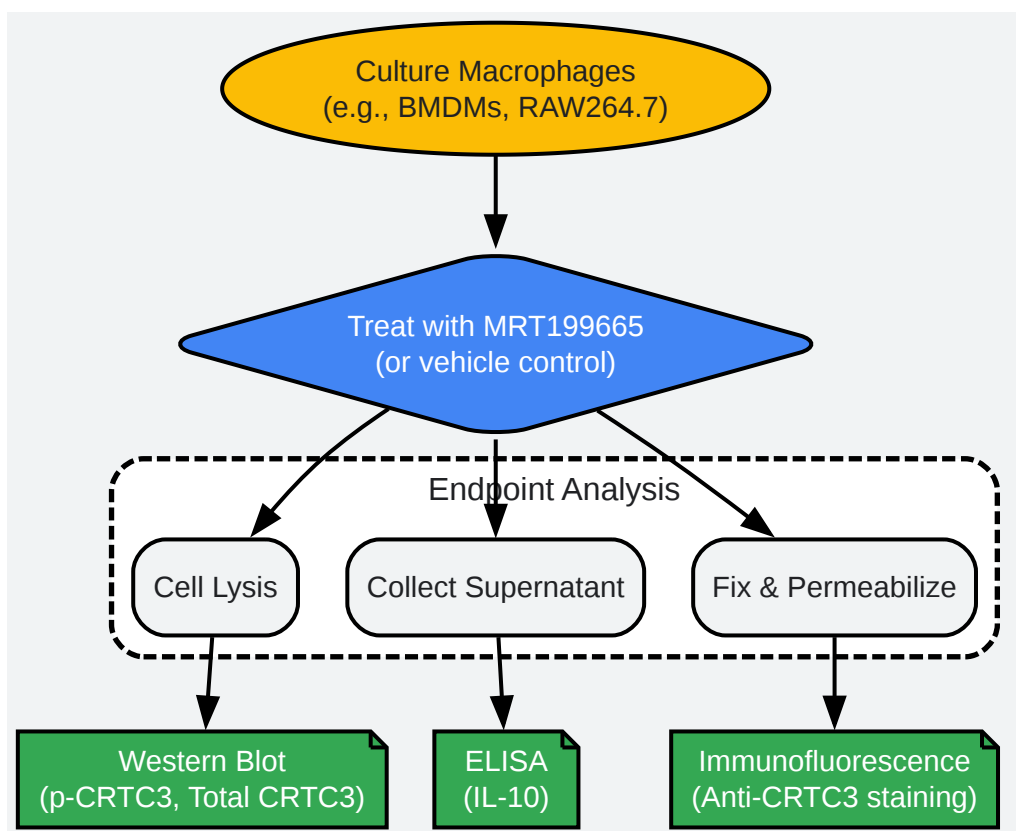 Culture Macrophages
(e.g., BMDMs, RAW264.7)
Treat with MRT199665
(or vehicle control)
Endpoint Analysis
Cell Lysis
Collect Supernatant
Fix & Permeabilize
Western Blot
(p-CRTC3, Total CRTC3)
ELISA
(IL-10)
Immunofluorescence
(Anti-CRTC3 staining)